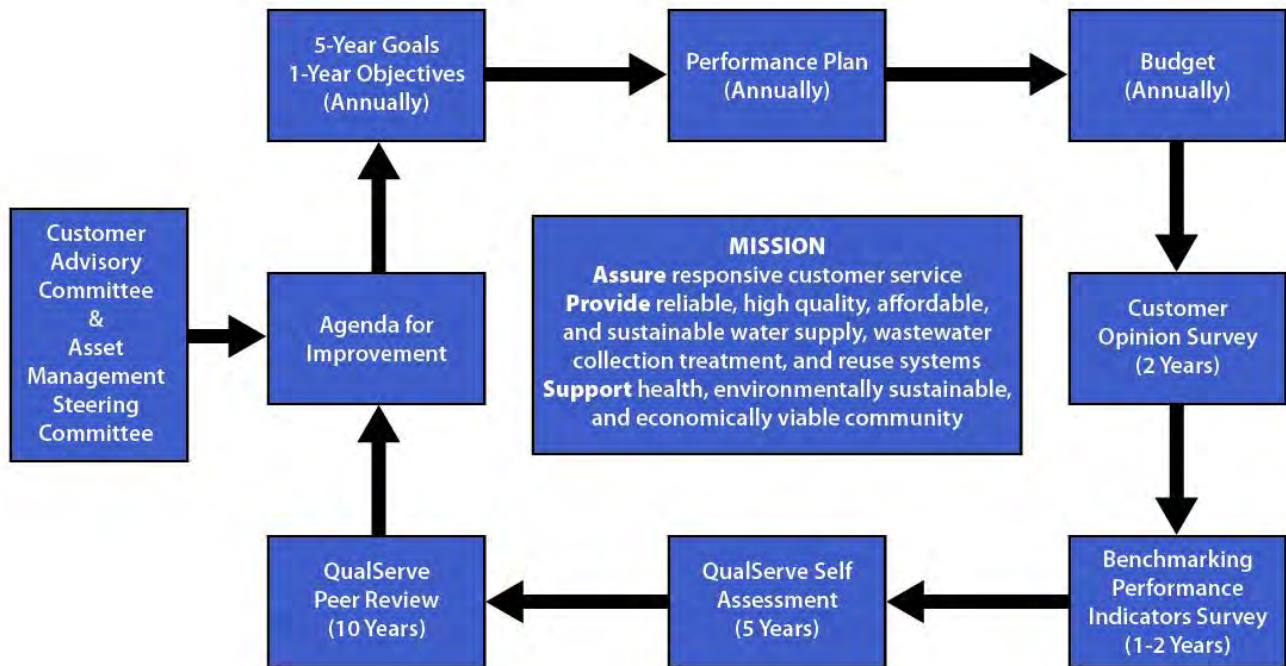 5-Year Goals
1-Year Objectives
(Annually)
Performance Plan
(Annually)
Budget
(Annually)
Customer
Advisory
Committee
&
Asset
Management
Steering
Committee
Agenda for
Improvement
MISSION
Assure responsive customer service
Provide reliable, high quality, affordable,
and sustainable water supply, wastewater
collection treatment, and reuse systems
Support health, environmentally sustainable,
and economically viable community
Customer
Opinion Survey
(2 Years)
QualServe
Peer Review
(10 Years)
QualServe Self
Assessment
(5 Years)
Benchmarking
Performance
Indicators Survey
(1-2 Years)